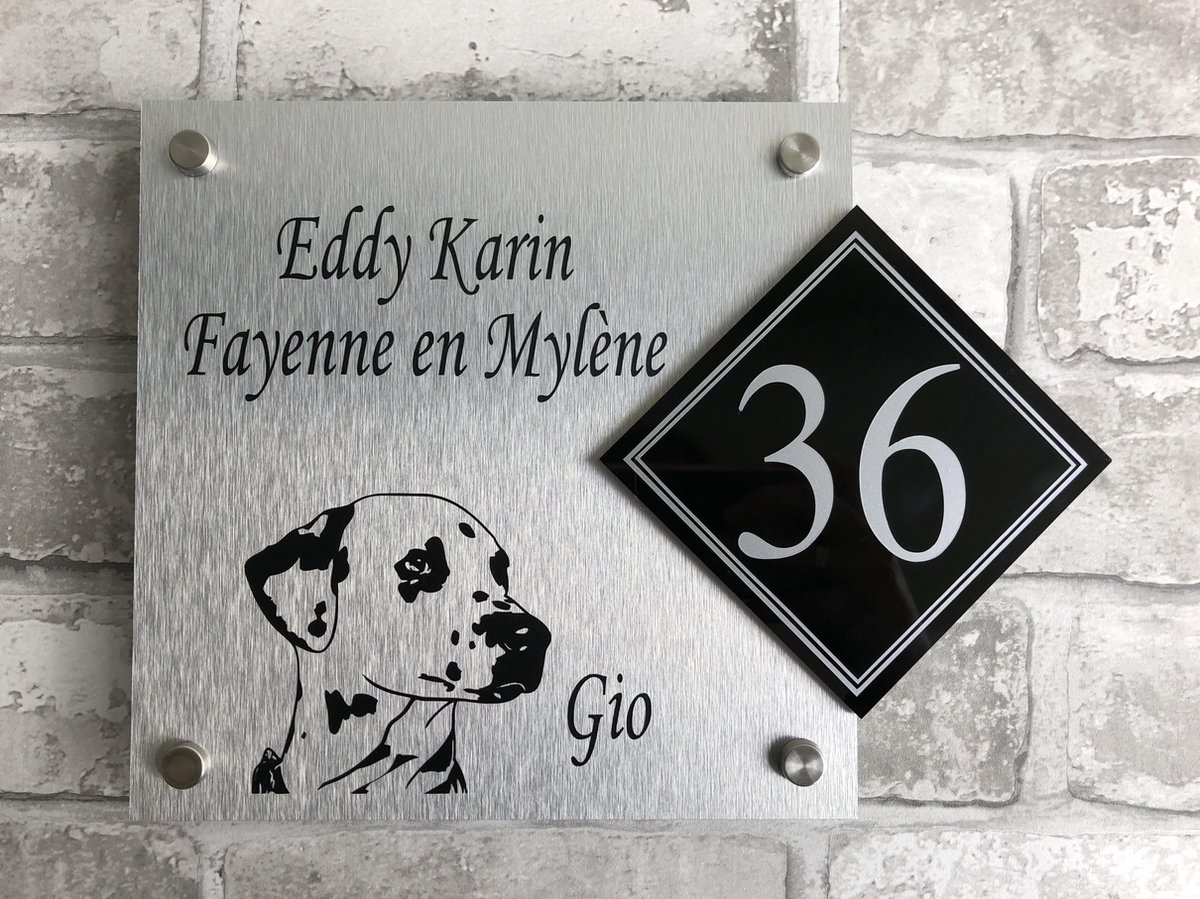 Eddy Karin
Fayenne en Mylène
36
Gio